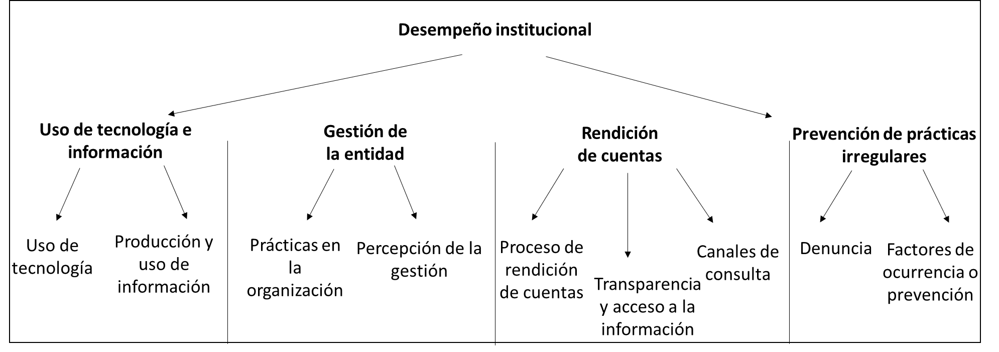 Desempeño institucional
Uso de tecnología e
información
Gestión de
la entidad
Rendición
de cuentas
Prevención de prácticas
irregulares
Uso de
tecnología
Producción y
uso de
información
Prácticas en
la
organización
Percepción de la
gestión
Proceso de
rendición
de cuentas
Transparencia
y acceso a la
información
Canales de
consulta
Denuncia
Factores de
ocurrencia o
prevención